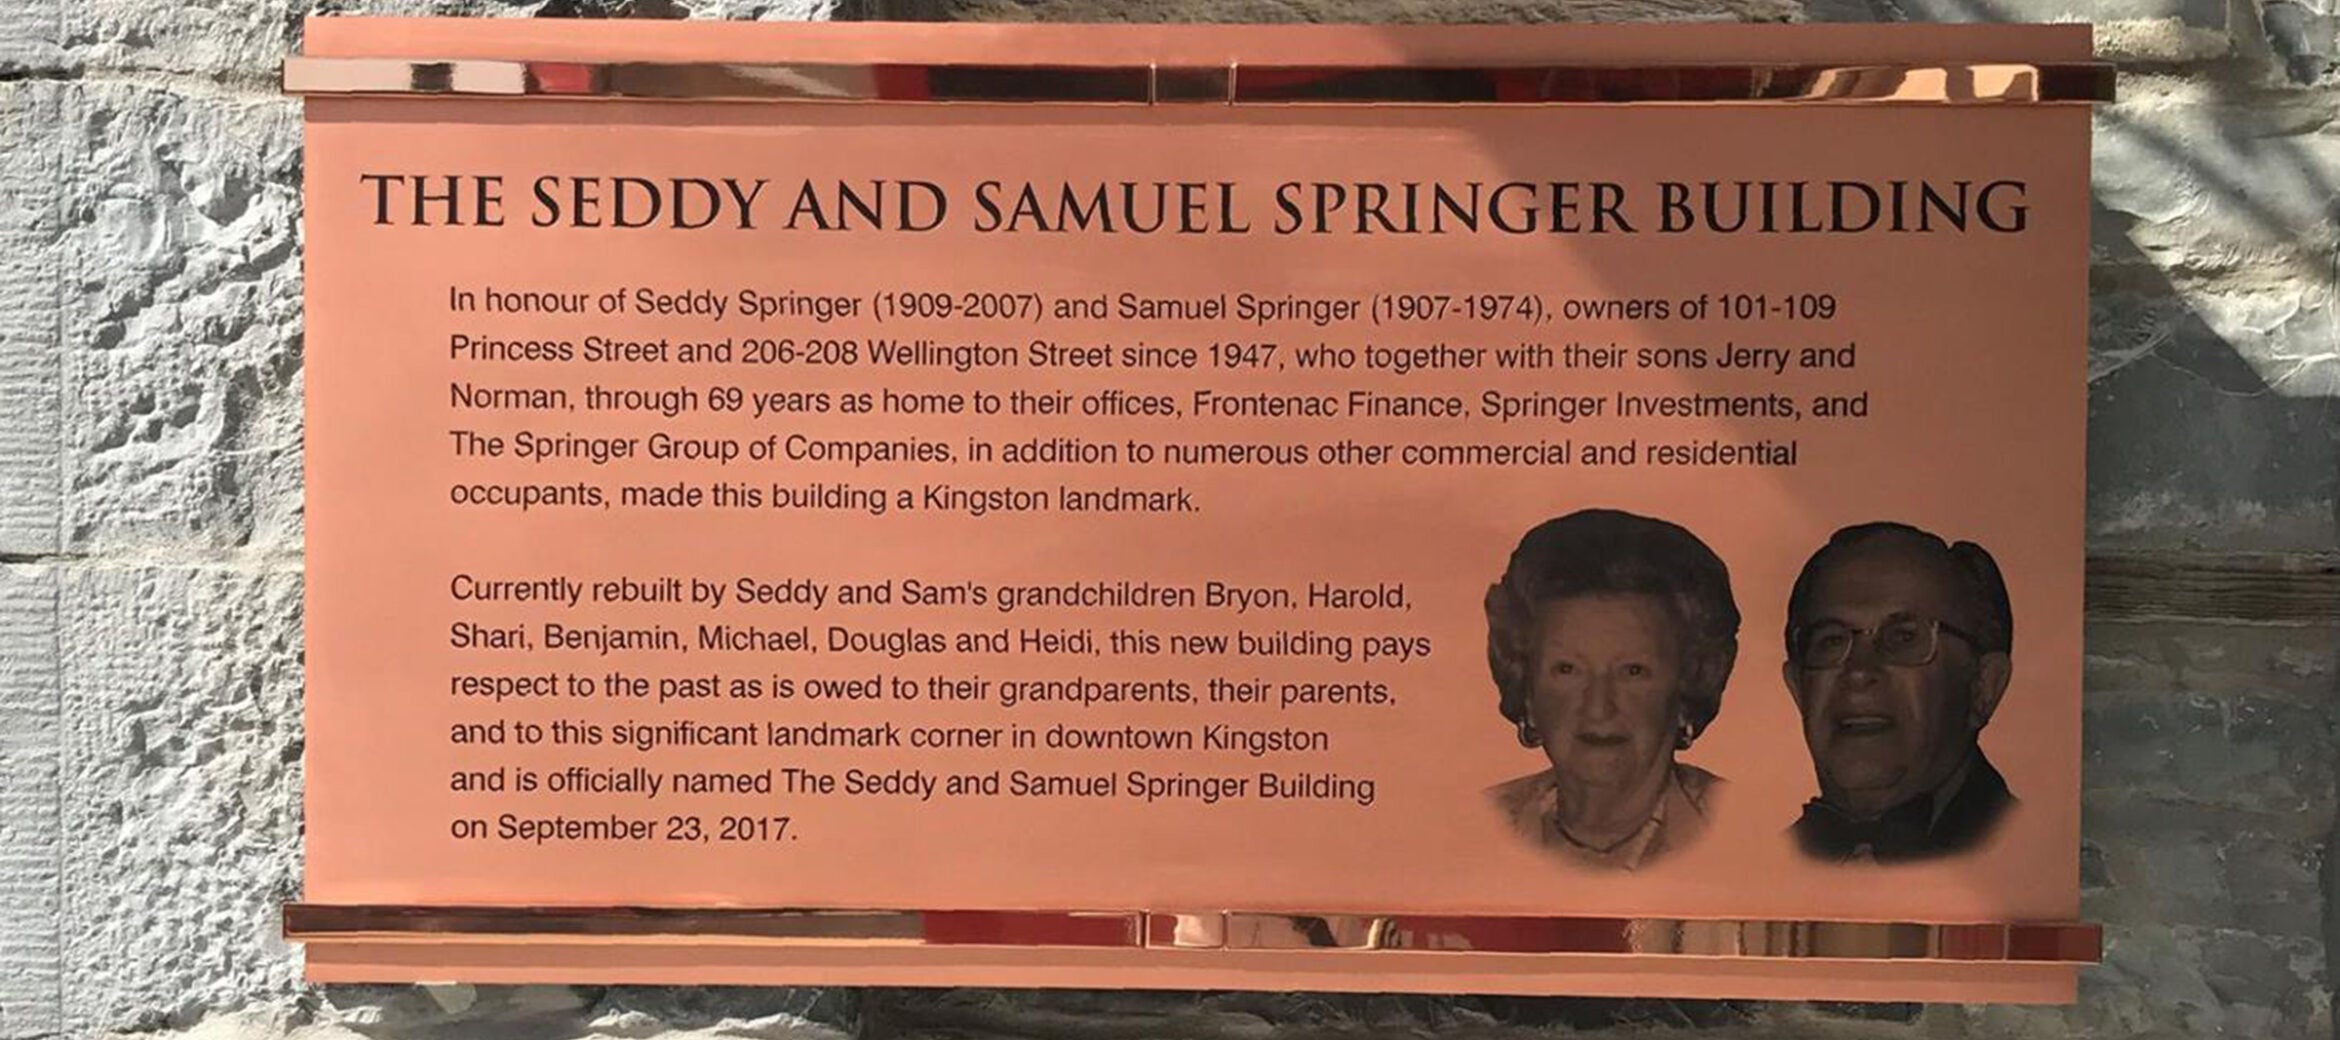 THE SEDDY AND SAMUEL SPRINGER BUILDING
In honour of Seddy Springer (1909-2007) and Samuel Springer (1907-1974), owners of 101-109
Princess Street and 206-208 Wellington Street since 1947, who together with their sons Jerry and
Norman, through 69 years as home to their offices, Frontenac Finance, Springer Investments, and
The Springer Group of Companies, in addition to numerous other commercial and residential
occupants, made this building a Kingston landmark.
Currently rebuilt by Seddy and Sam's grandchildren Bryon, Harold,
Shari, Benjamin, Michael, Douglas and Heidi, this new building pays
respect to the past as is owed to their grandparents, their parents,
and to this significant landmark corner in downtown Kingston
and is officially named The Seddy and Samuel Springer Building
on September 23, 2017.